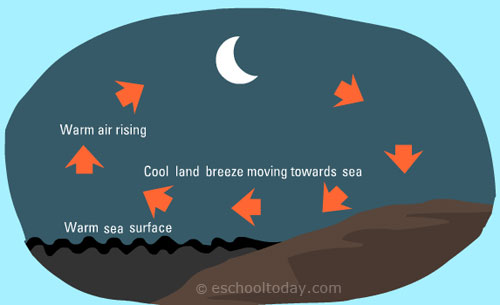 Warm air rising
Cool land breeze moving towards sea
Warm sea surface
© eschooltoday.com